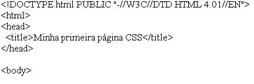 <!DOCTYPE html PUBLIC "-//W3C//DTD HTML 4.01//EN">
<html>
<head>
<title>Minha primeira página CSS</title>
</head>
<body>